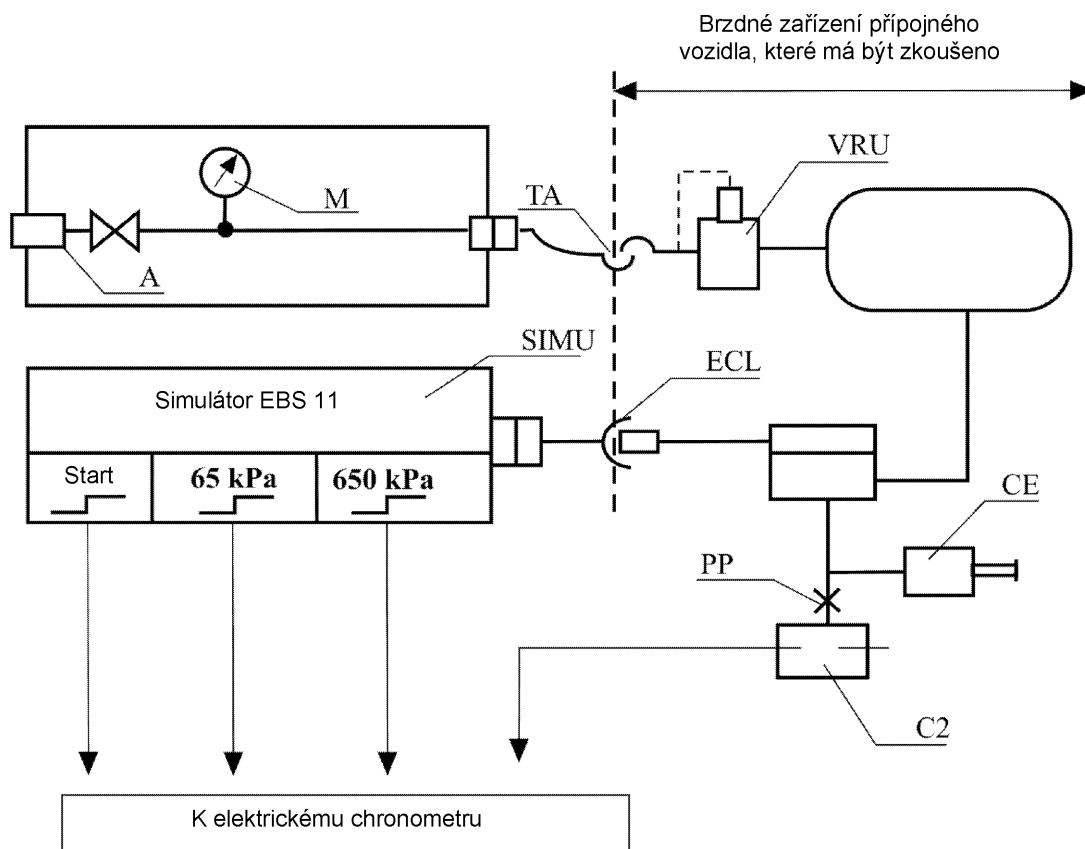 Brzdné zařízení přípojného
vozidla, které má být zkoušeno
VRU
M
TA
A
SIMU
ECL
Simulátor EBS 11
Start
65 kPa
650 kPa
CE
PP
C2
K elektrickému chronometru